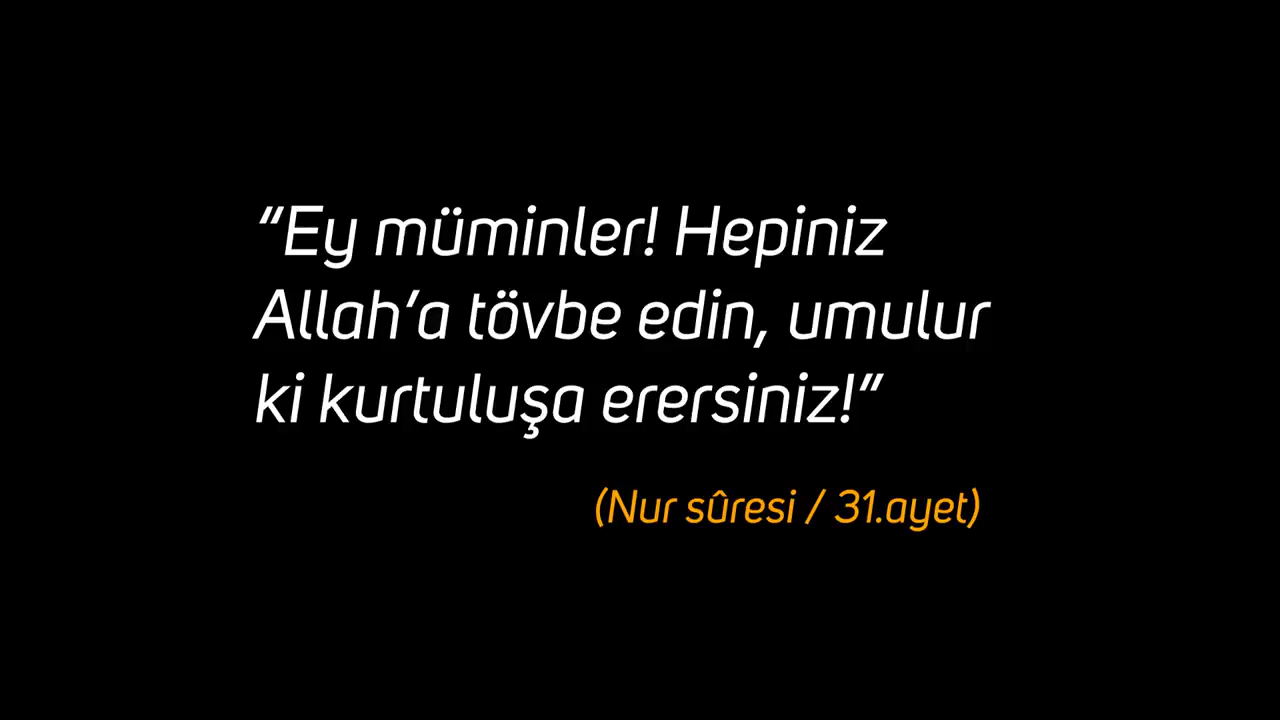 “Ey müminler! Hepiniz
Allah’a tövbe edin, umulur
ki kurtuluşa erersiniz!”
(Nur sûresi / 31.ayet)